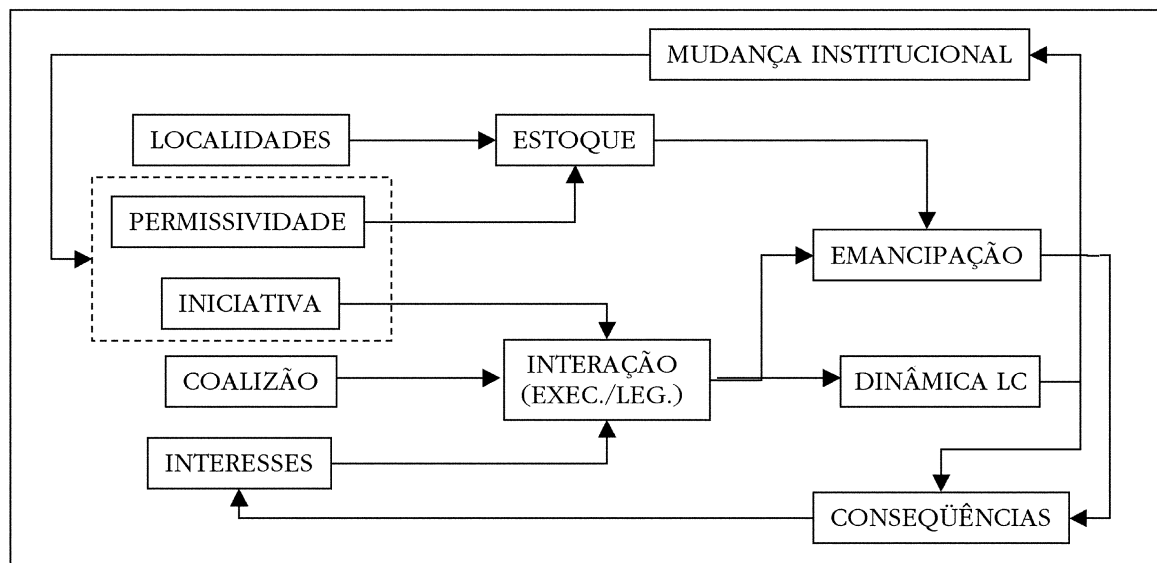 MUDANÇA INSTITUCIONAL
LOCALIDADES
ESTOQUE
PERMISSIVIDADE
EMANCIPAÇÃO
INICIATIVA
INTERAÇÃO
(EXEC./LEG.)
COALIZÃO
DINÂMICA LC
INTERESSES
CONSEQÜÊNCIAS